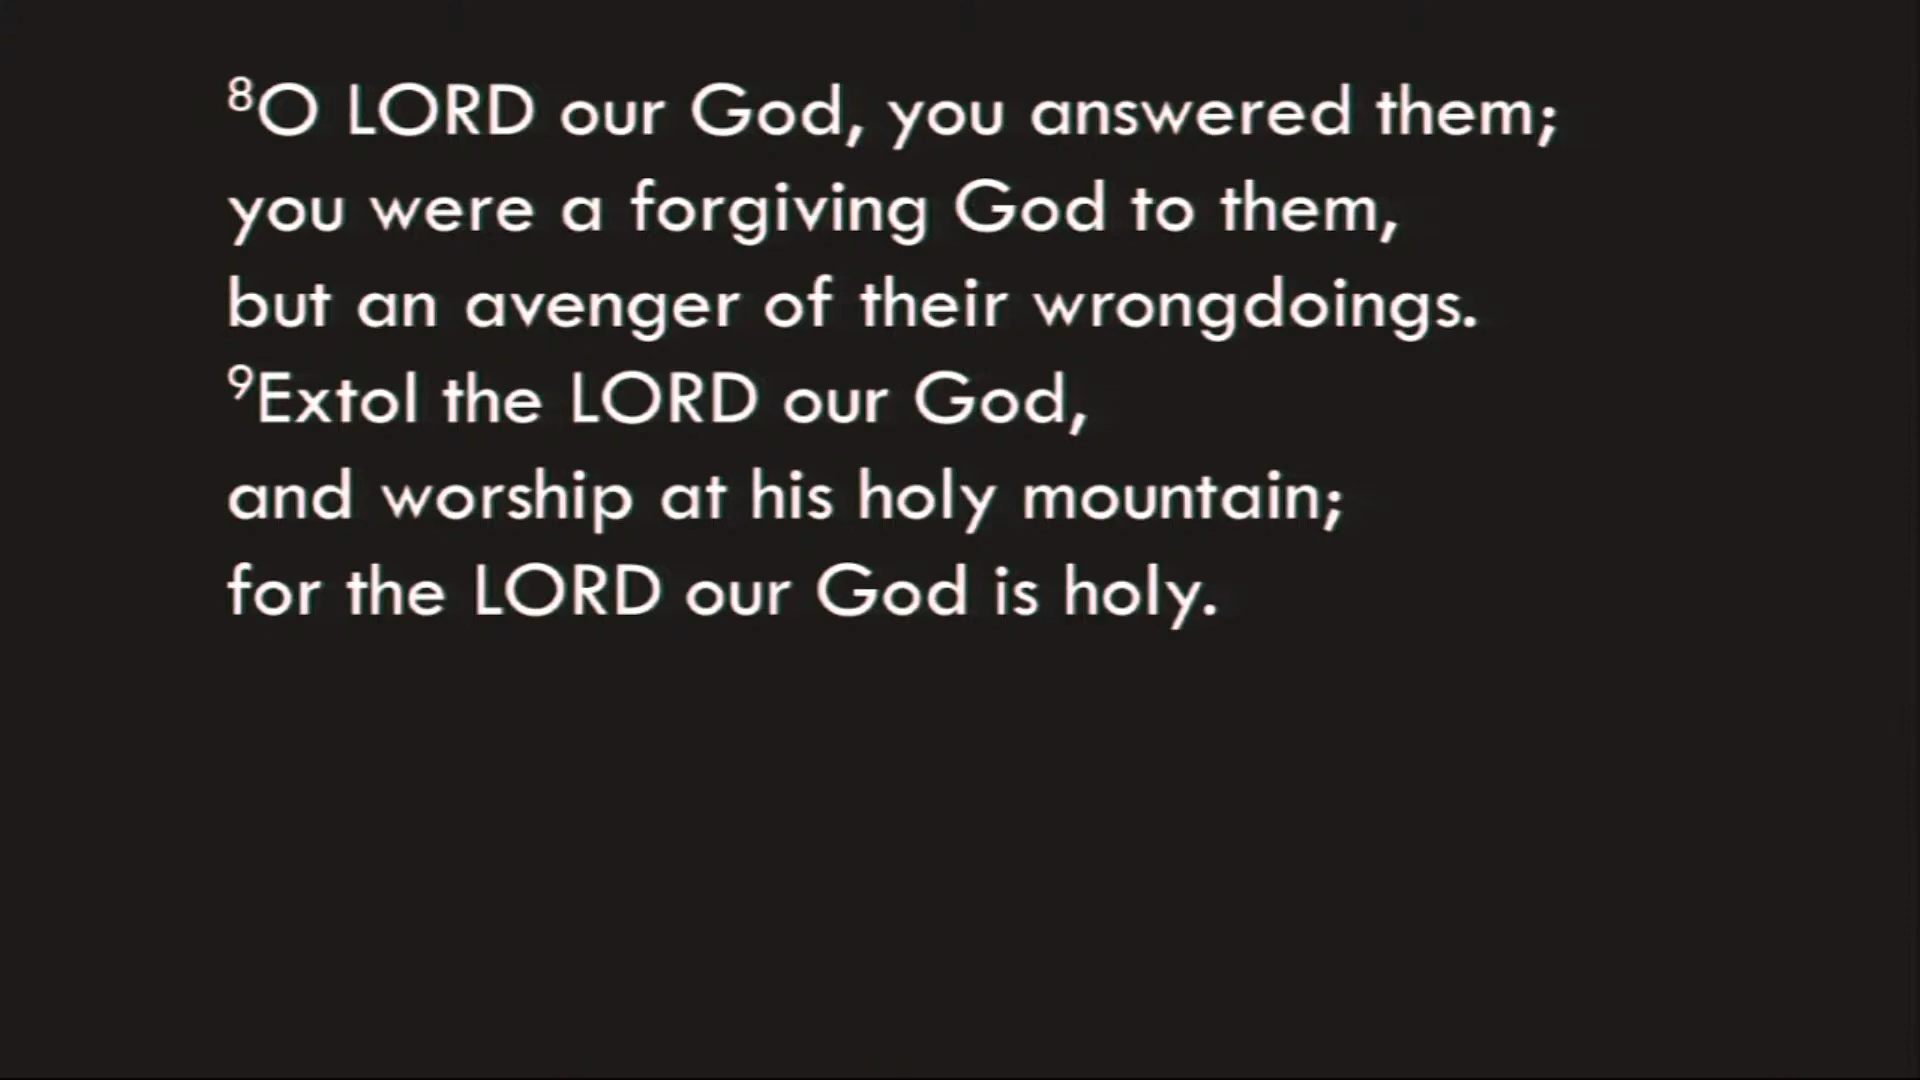 ⁸O LORD our God, you answered them;
you were a forgiving God to them,
but an avenger of their wrongdoings.
⁹Extol the LORD our God,
and worship at his holy mountain;
for the LORD our God is holy.